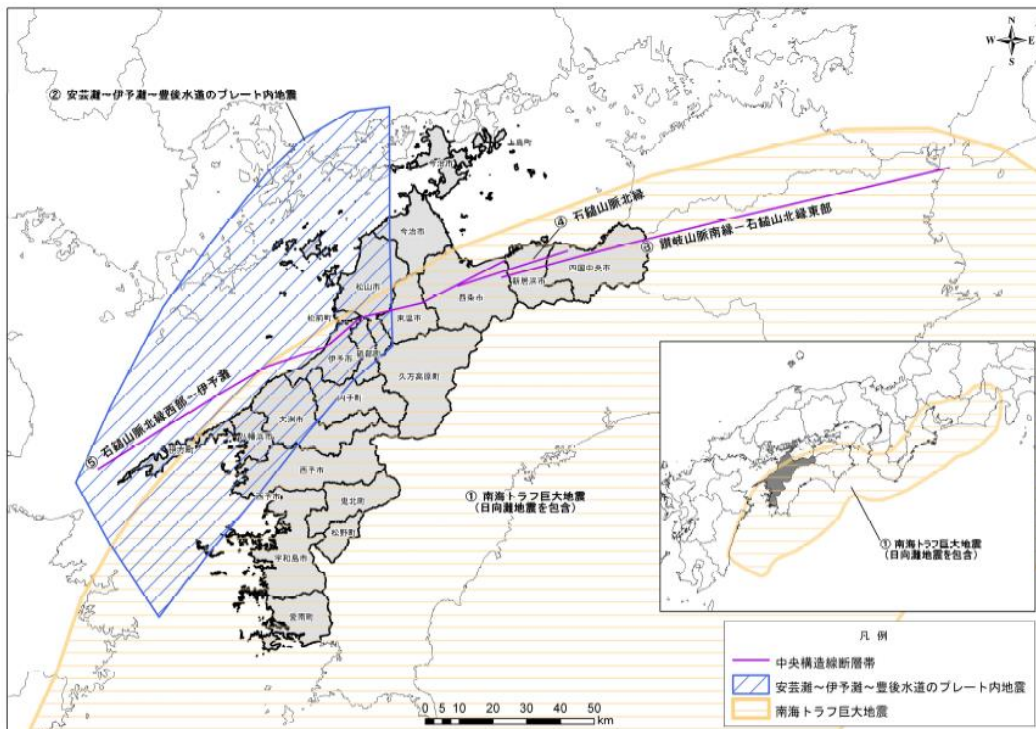 N
W E
S
② 安芸灘～伊予灘～豊後水道のプレート内地震
上島町
今治市
④ 石鎚山脈北縁
③ 讃岐山脈南縁－石鎚山北縁東部
今治市
四国中央市
新居浜市
西条市
松山市
東温市
松前町
砥部町
伊予市
久万高原町
内子町
大洲市
⑤ 石鎚山脈北縁西部～伊予灘
八幡浜市
伊方町
西予市
西予市
鬼北町
① 南海トラフ巨大地震
(日向灘地震を包含)
松野町
宇和島市
愛南町
① 南海トラフ巨大地震
(日向灘地震を包含)
凡 例
中央構造線断層帯
安芸灘～伊予灘～豊後水道のプレート内地震
南海トラフ巨大地震
0 5 10 20 30 40 50
km